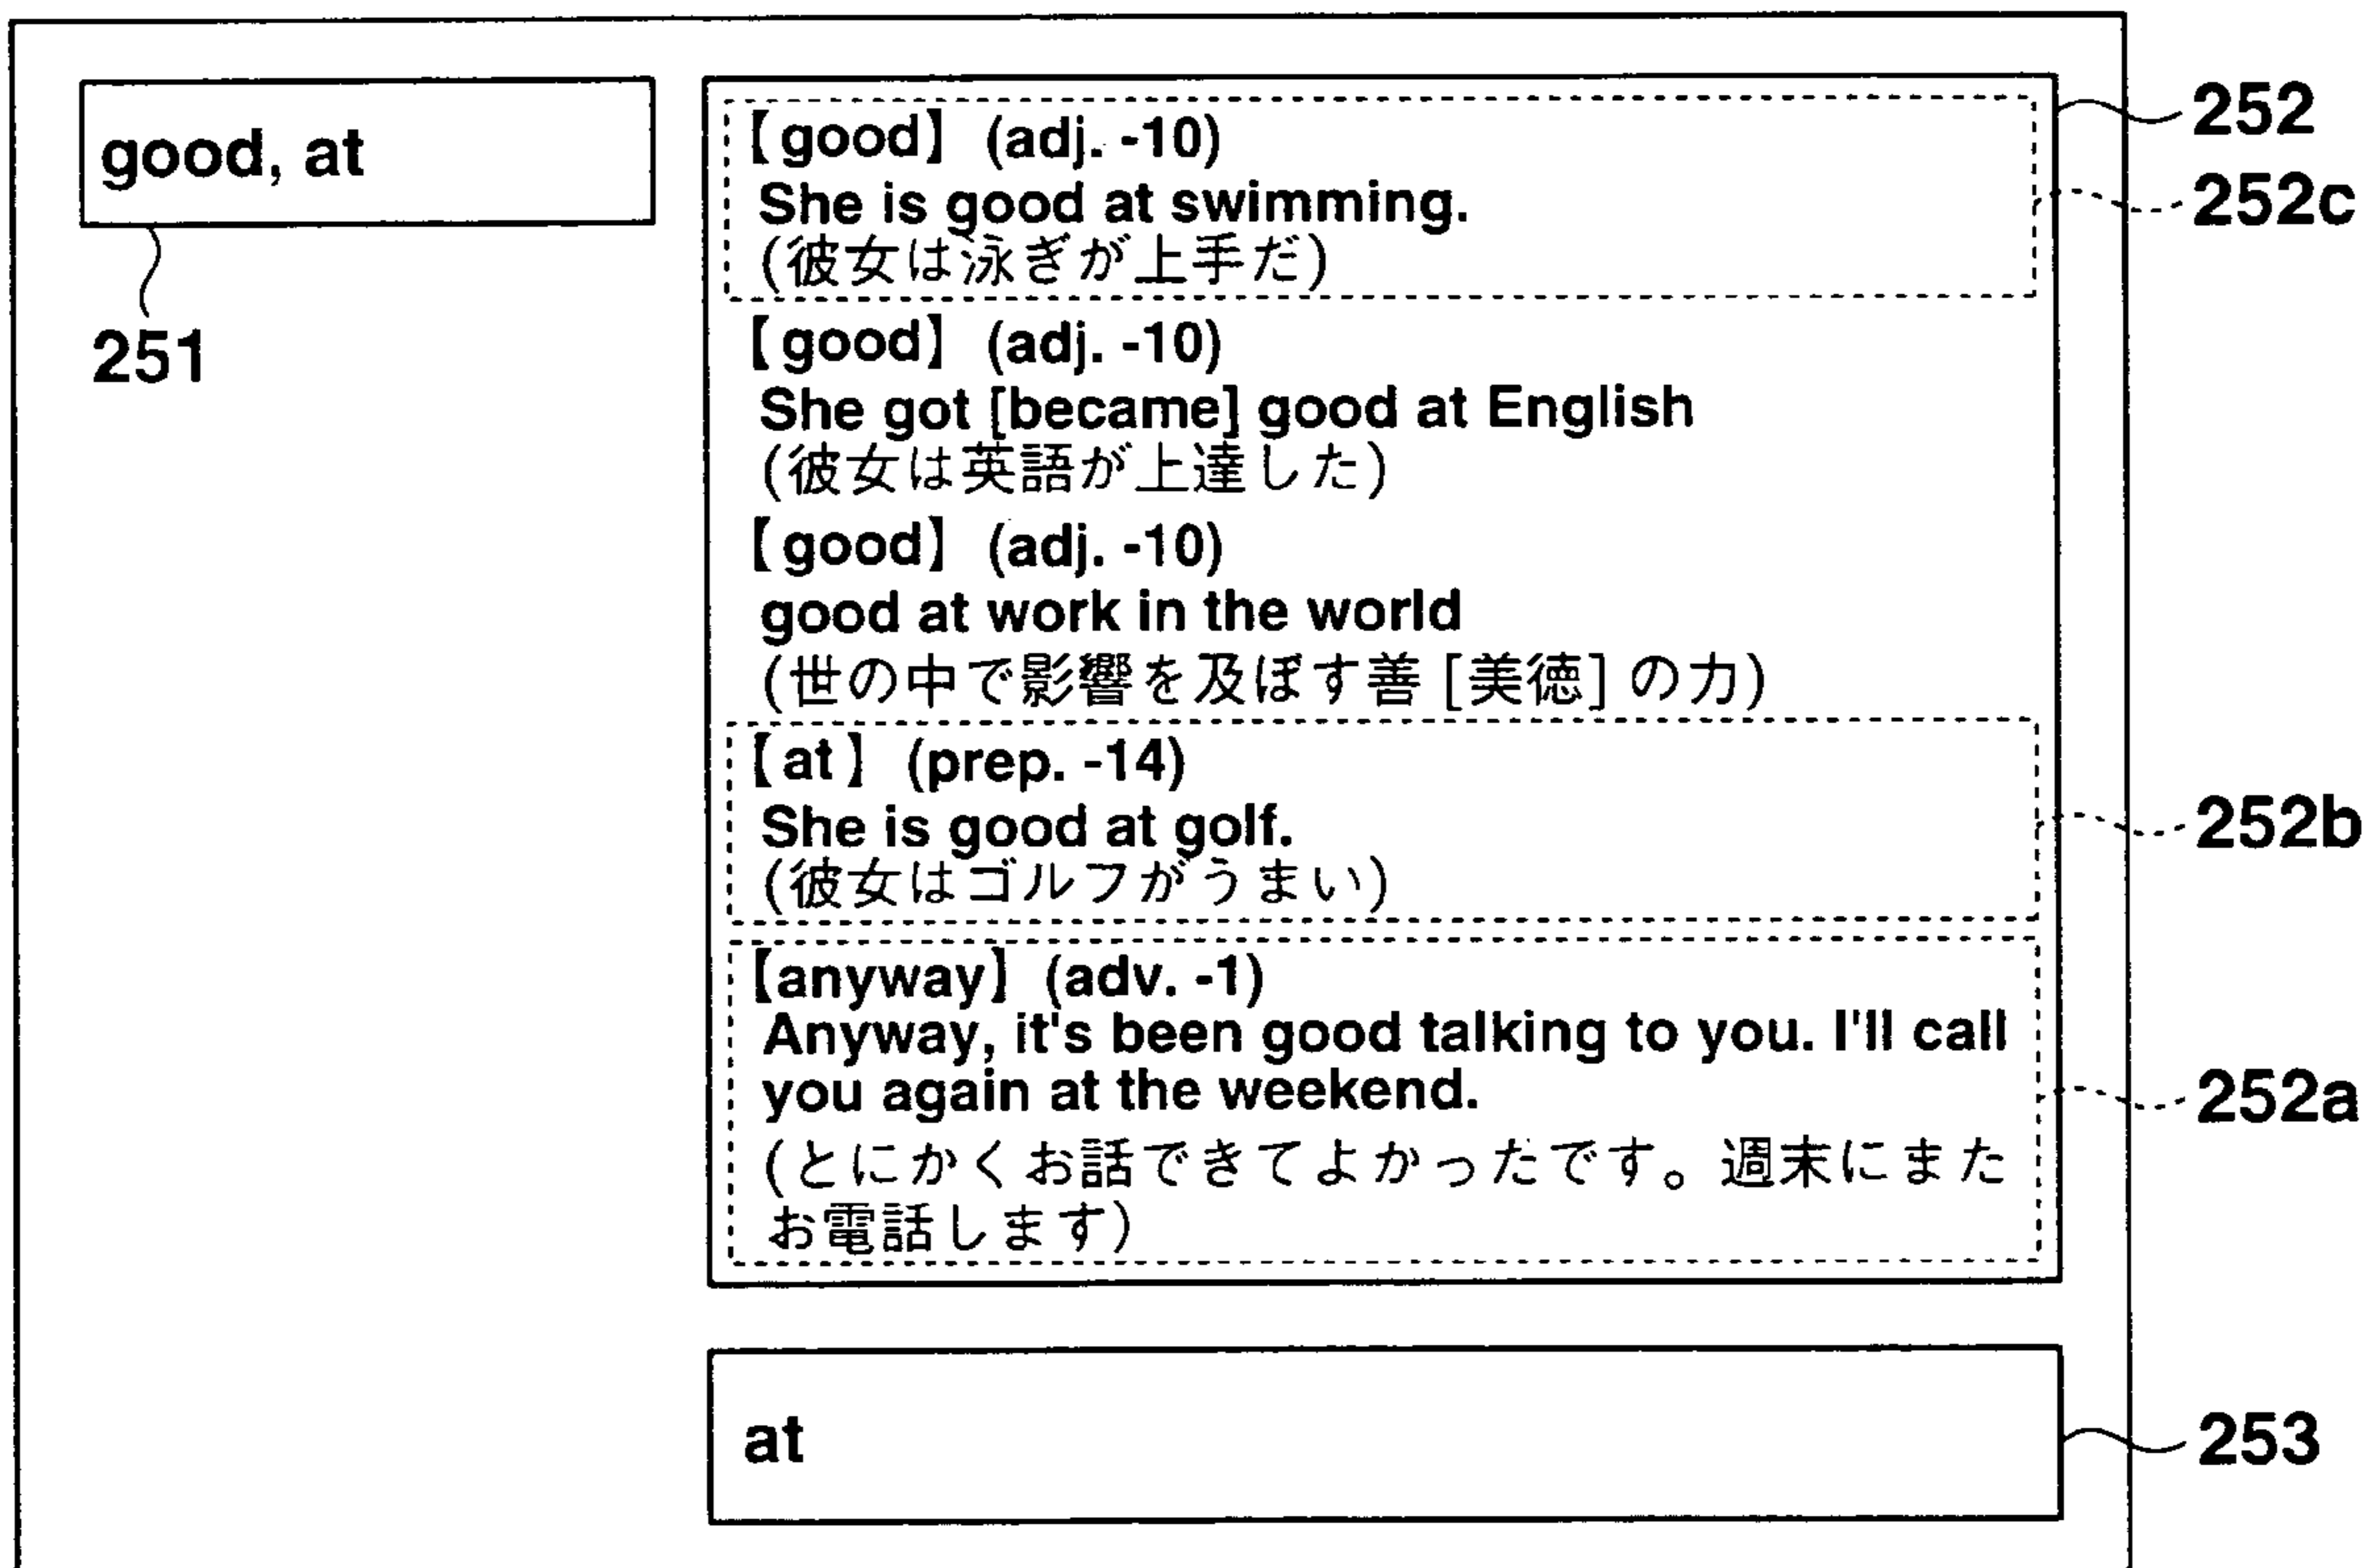 good, at
251
【good】 (adj. -10)
She is good at swimming.
(彼女は泳ぎが上手だ)
【good】 (adj. -10)
She got [became] good at English
(彼女は英語が上達した)
【good】 (adj. -10)
good at work in the world
(世の中で影響を及ぼす善 [美徳] の力)
【at】 (prep. -14)
She is good at golf.
(彼女はゴルフがうまい)
【anyway】 (adv. -1)
Anyway, it's been good talking to you. I'll call
you again at the weekend.
(とにかくお話できてよかったです。週末にまた
お電話します)
252
252c
252b
252a
at
253